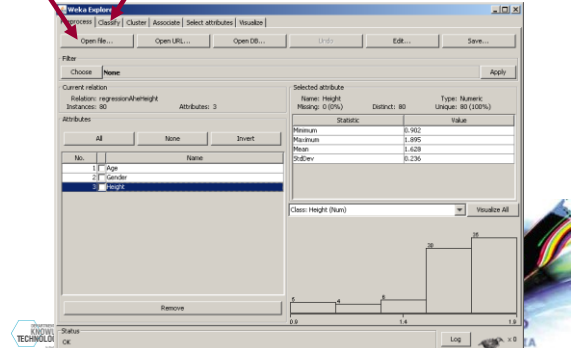 Weka Explorer
Preprocess Classify Cluster Associate Select attributes Visualize
Open file... Open URL... Open DB... Undo Edit... Save...
Filter
Choose None Apply
Current relation
Relation: regressionAheHeight
Instances: 80 Attributes: 3
Attributes
All None Invert
No. Name
1 Age
2 Gender
3 Height
Remove
Selected attribute
Name: Height Type: Numeric
Missing: 0 (0%) Distinct: 80 Unique: 80 (100%)
Statistic Value
Minimum 0.902
Maximum 1.895
Mean 1.628
StdDev 0.236
Class: Height (Num) Visualize All
5 4 6 30 35
0.9 1.4 1.9
Status
OK
Log x 0